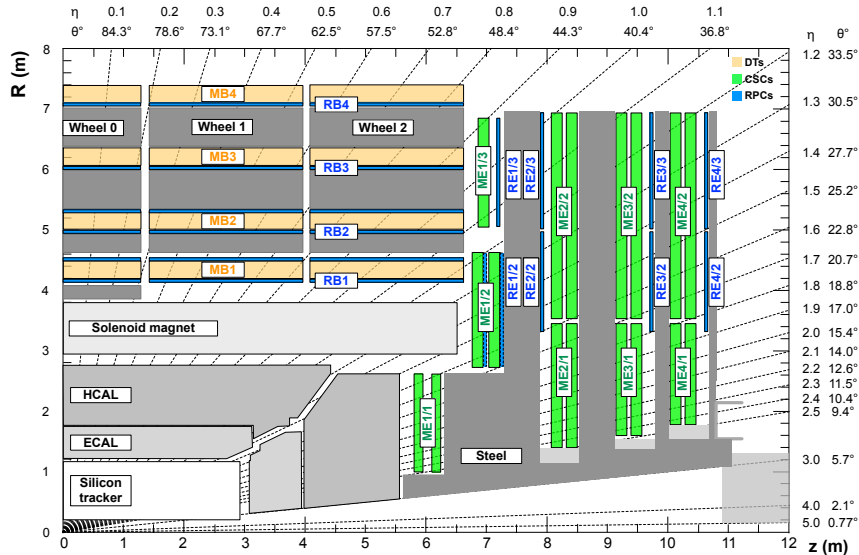 η 0.1 0.2 0.3 0.4 0.5 0.6 0.7 0.8 0.9 1.0 1.1
θ° 84.3° 78.6° 73.1° 67.7° 62.5° 57.5° 52.8° 48.4° 44.3° 40.4° 36.8° η θ°
R (m)
8
7
6
5
4
3
2
1
0
1.2 33.5°
1.3 30.5°
1.4 27.7°
1.5 25.2°
1.6 22.8°
1.7 20.7°
1.8 18.8°
1.9 17.0°
2.0 15.4°
2.1 14.0°
2.2 12.6°
2.3 11.5°
2.4 10.4°
2.5 9.4°
3.0 5.7°
4.0 2.1°
5.0 0.77°
DTs
CSCs
RPCs
MB4
RB4
Wheel 0 Wheel 1 Wheel 2
MB3
RB3
MB2
RB2
MB1
RB1
Solenoid magnet
HCAL
ECAL
Silicon
tracker
Steel
ME1/3
RE1/3
RE2/3
ME2/2
ME3/2
RE3/3
ME4/2
RE4/3
ME1/2
RE1/2
RE2/2
RE3/2
RE4/2
ME1/1
ME2/1
ME3/1
ME4/1
0 1 2 3 4 5 6 7 8 9 10 11 12
z (m)